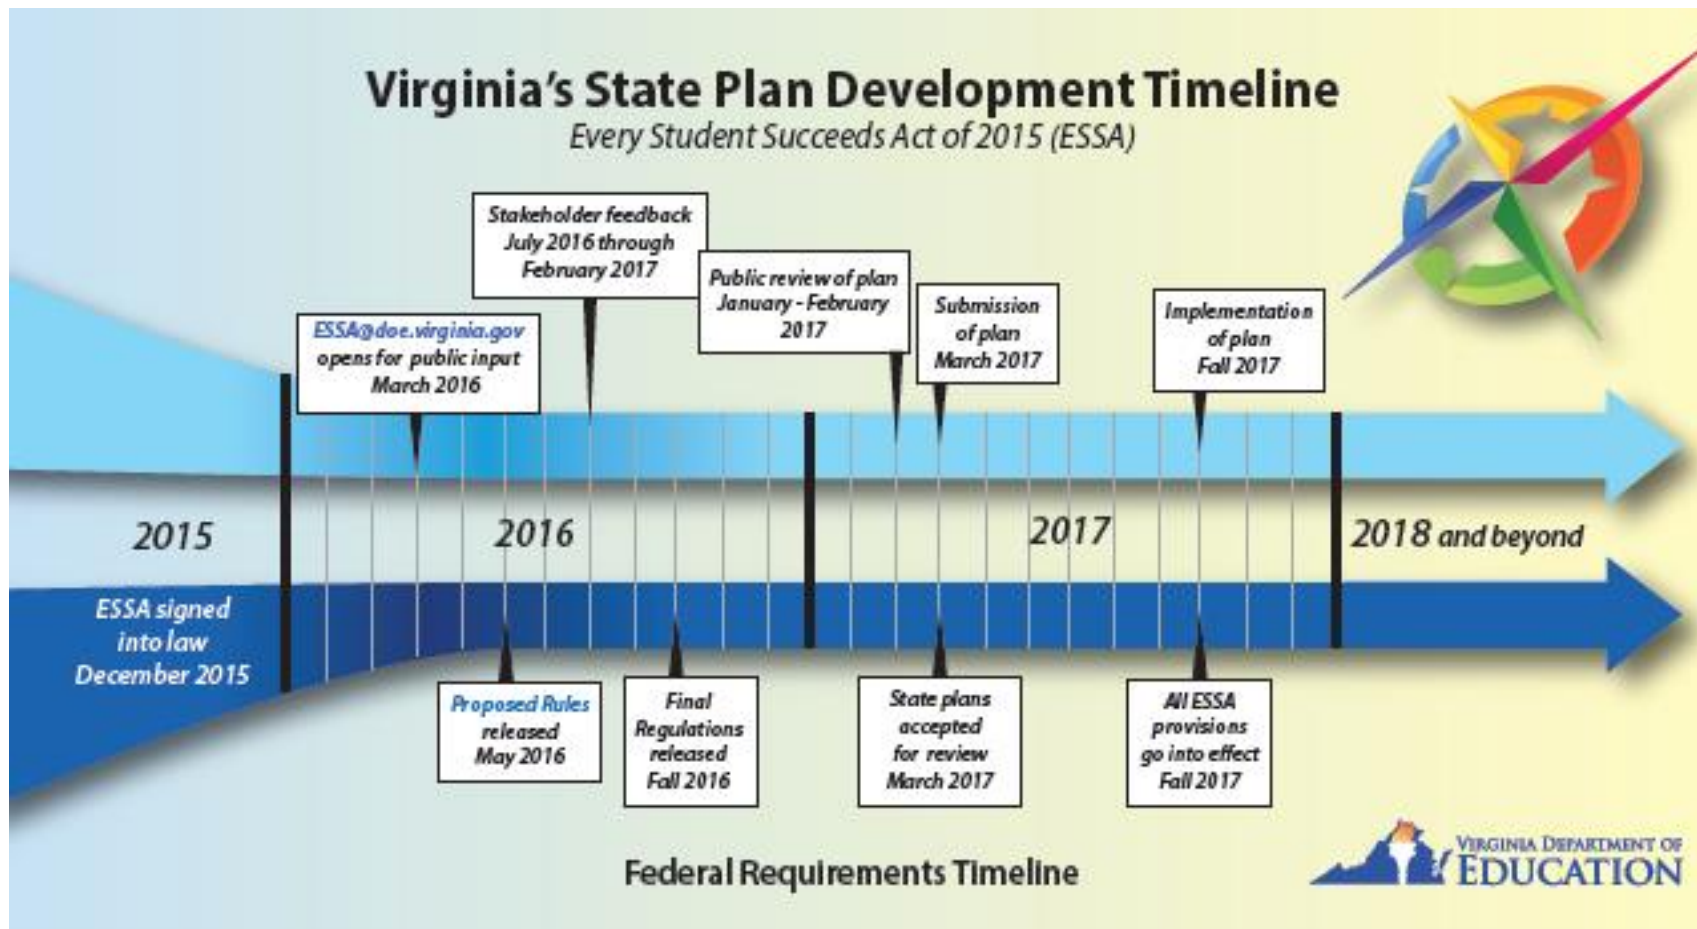 Virginia's State Plan Development Timeline
Every Student Succeeds Act of 2015 (ESSA)
Stakeholder feedback
July 2016 through
February 2017
Public review of plan
January - February
2017
Submission
of plan
March 2017
Implementation
of plan
Fall 2017
ESSA@doe.virginia.gov
opens for public input
March 2016
2015
2016
2017
2018 and beyond
ESSA signed
into law
December 2015
Proposed Rules
released
May 2016
Final
Regulations
released
Fall 2016
State plans
accepted
for review
March 2017
All ESSA
provisions
go into effect
Fall 2017
Federal Requirements Timeline
VIRGINIA DEPARTMENT OF
EDUCATION